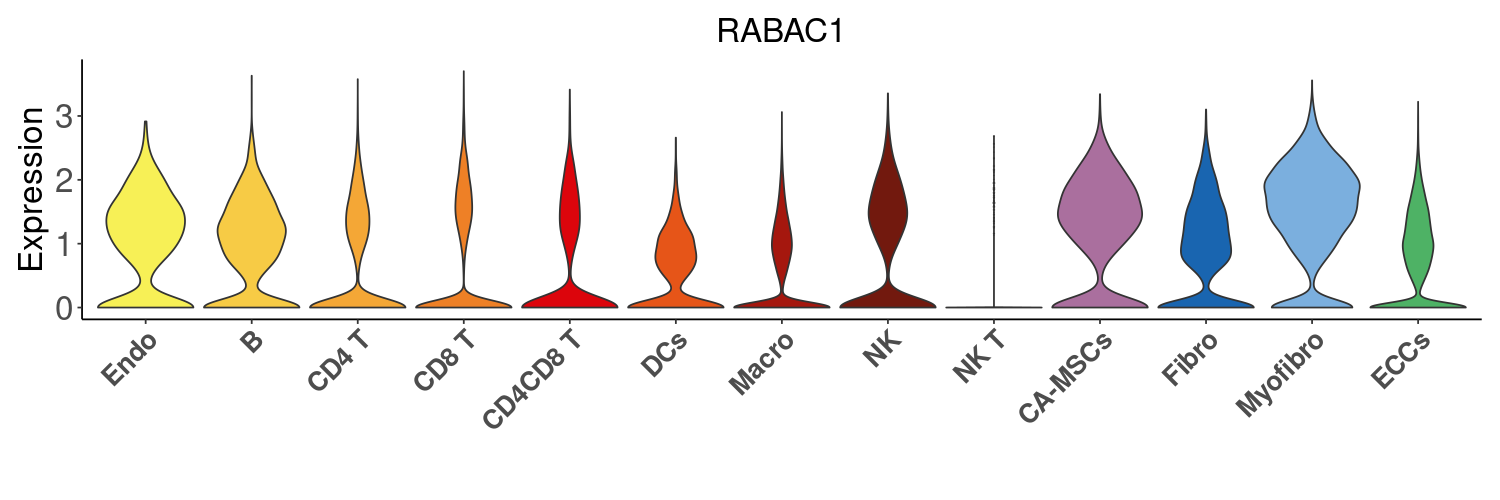 RABAC1
Expression
3
2
1
0
Endo
B
CD4 T
CD8 T
CD4CD8 T
DCs
Macro
NK
NK T
CA-MSCs
Fibro
Myofibro
ECCs